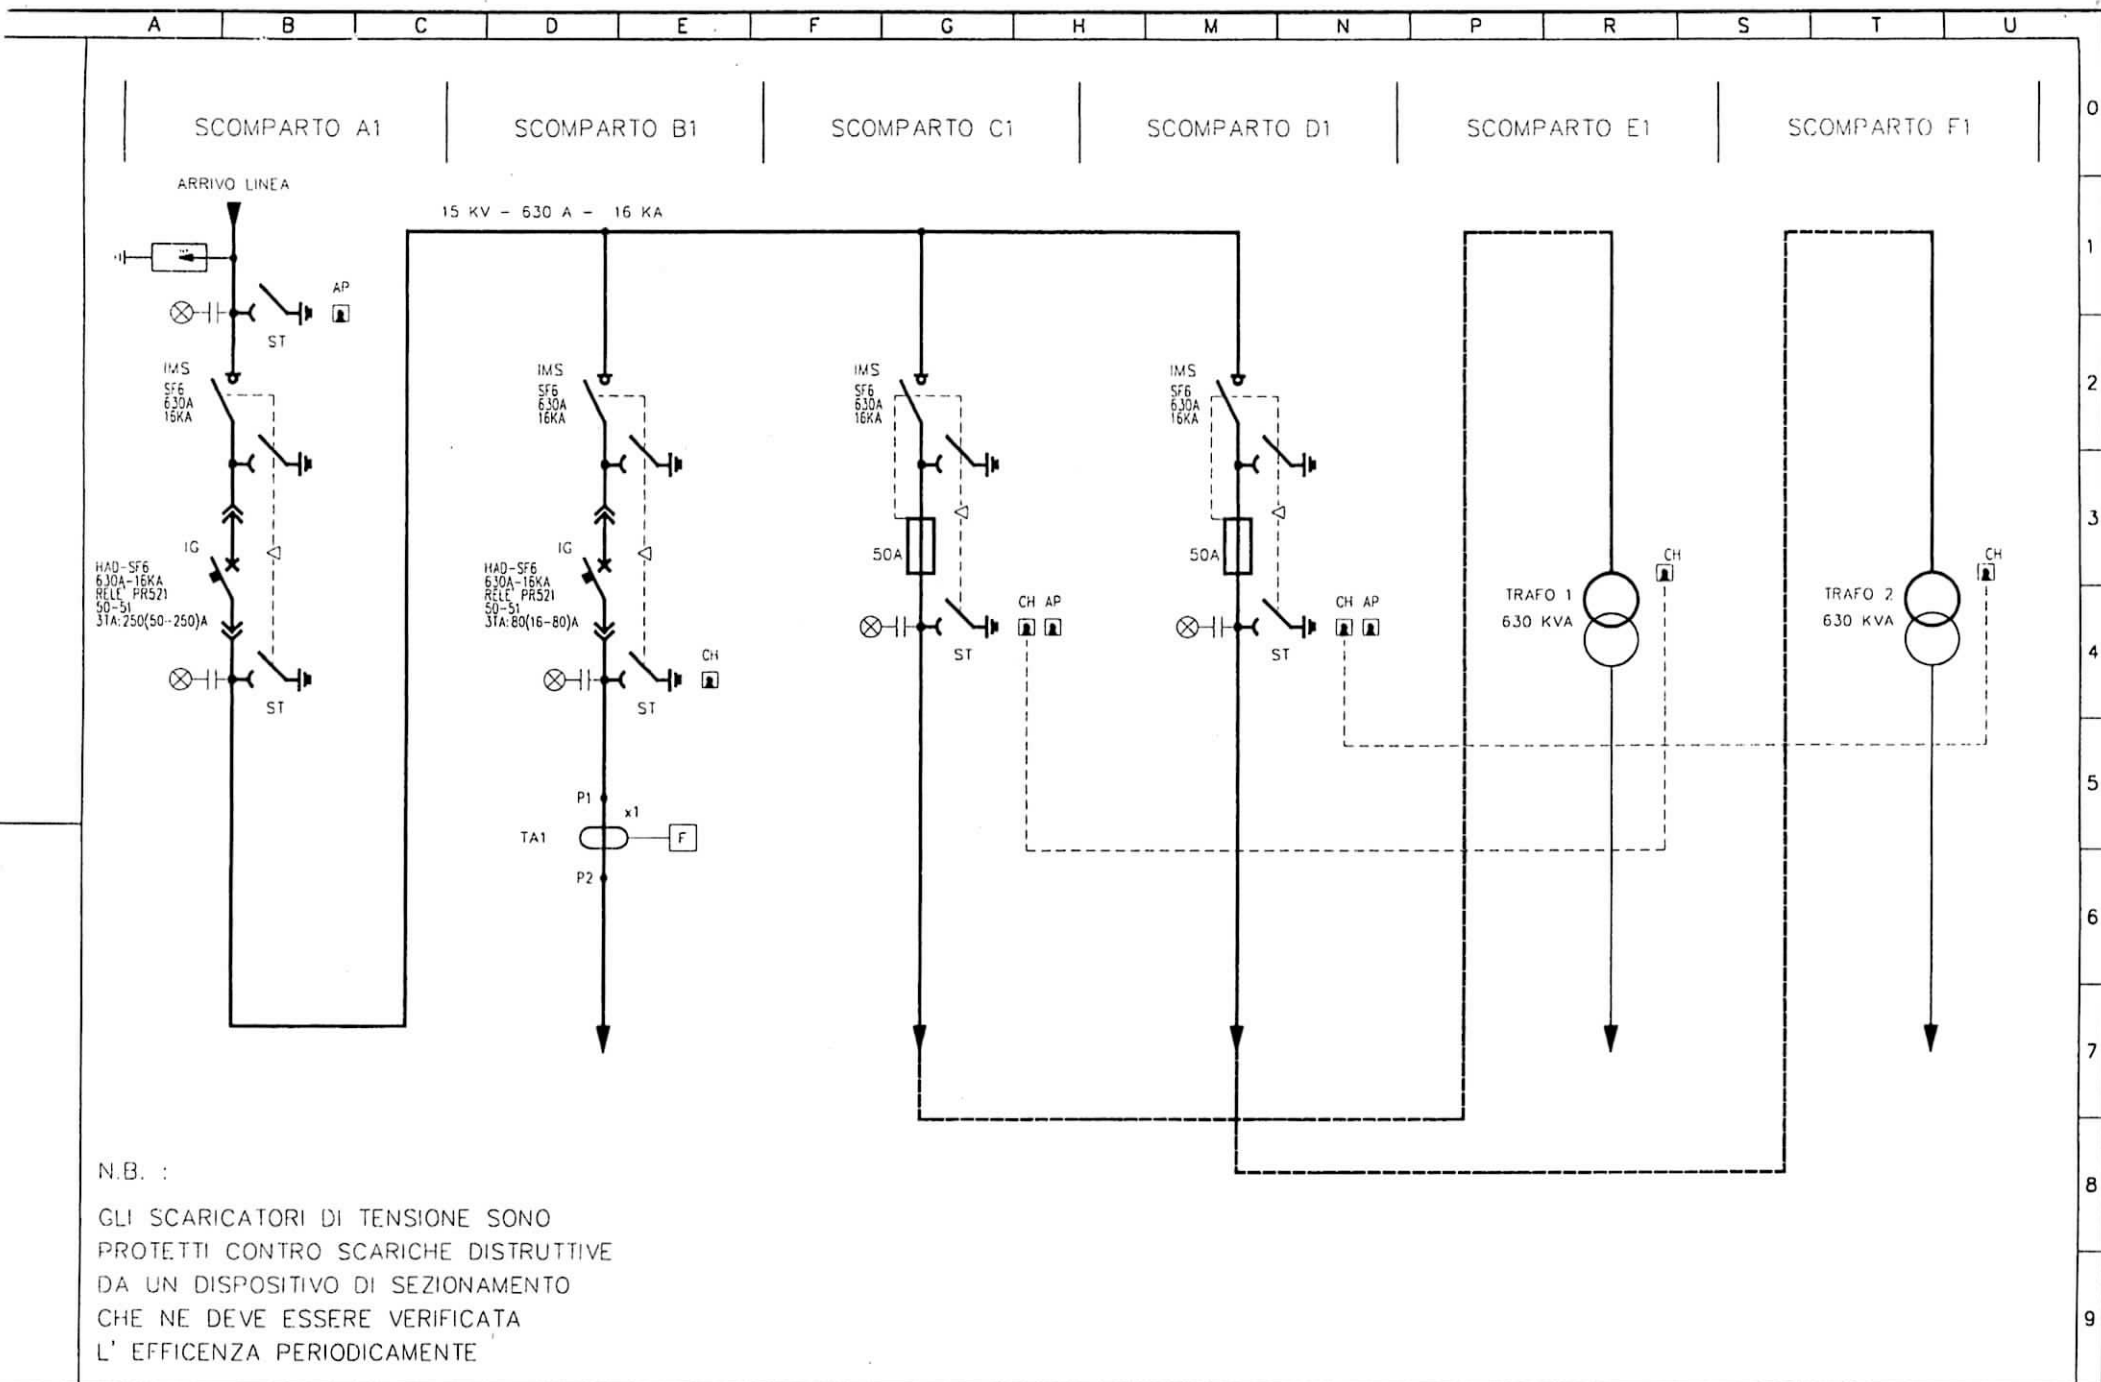 A B C D E F G H M N P R S T U
0
1
2
3
4
5
6
7
8
9
SCOMPARTO A1
SCOMPARTO B1
SCOMPARTO C1
SCOMPARTO D1
SCOMPARTO E1
SCOMPARTO F1
ARRIVO LINEA
15 KV - 630 A - 16 KA
AP
ST
IMS
SF6
630A
16KA
IG
HAD-SF6
630A-16KA
RELE' PR521
50-51
3TA:250(50-250)A
ST
IMS
SF6
630A
16KA
IG
HAD-SF6
630A-16KA
RELE' PR521
50-51
3TA:80(16-80)A
CH
ST
P1
x1
TA1
F
P2
IMS
SF6
630A
16KA
50A
CH AP
ST
IMS
SF6
630A
16KA
50A
CH AP
ST
CH
TRAFO 1
630 KVA
CH
TRAFO 2
630 KVA
N.B. :
GLI SCARICATORI DI TENSIONE SONO
PROTETTI CONTRO SCARICHE DISTRUTTIVE
DA UN DISPOSITIVO DI SEZIONAMENTO
CHE NE DEVE ESSERE VERIFICATA
L' EFFICENZA PERIODICAMENTE